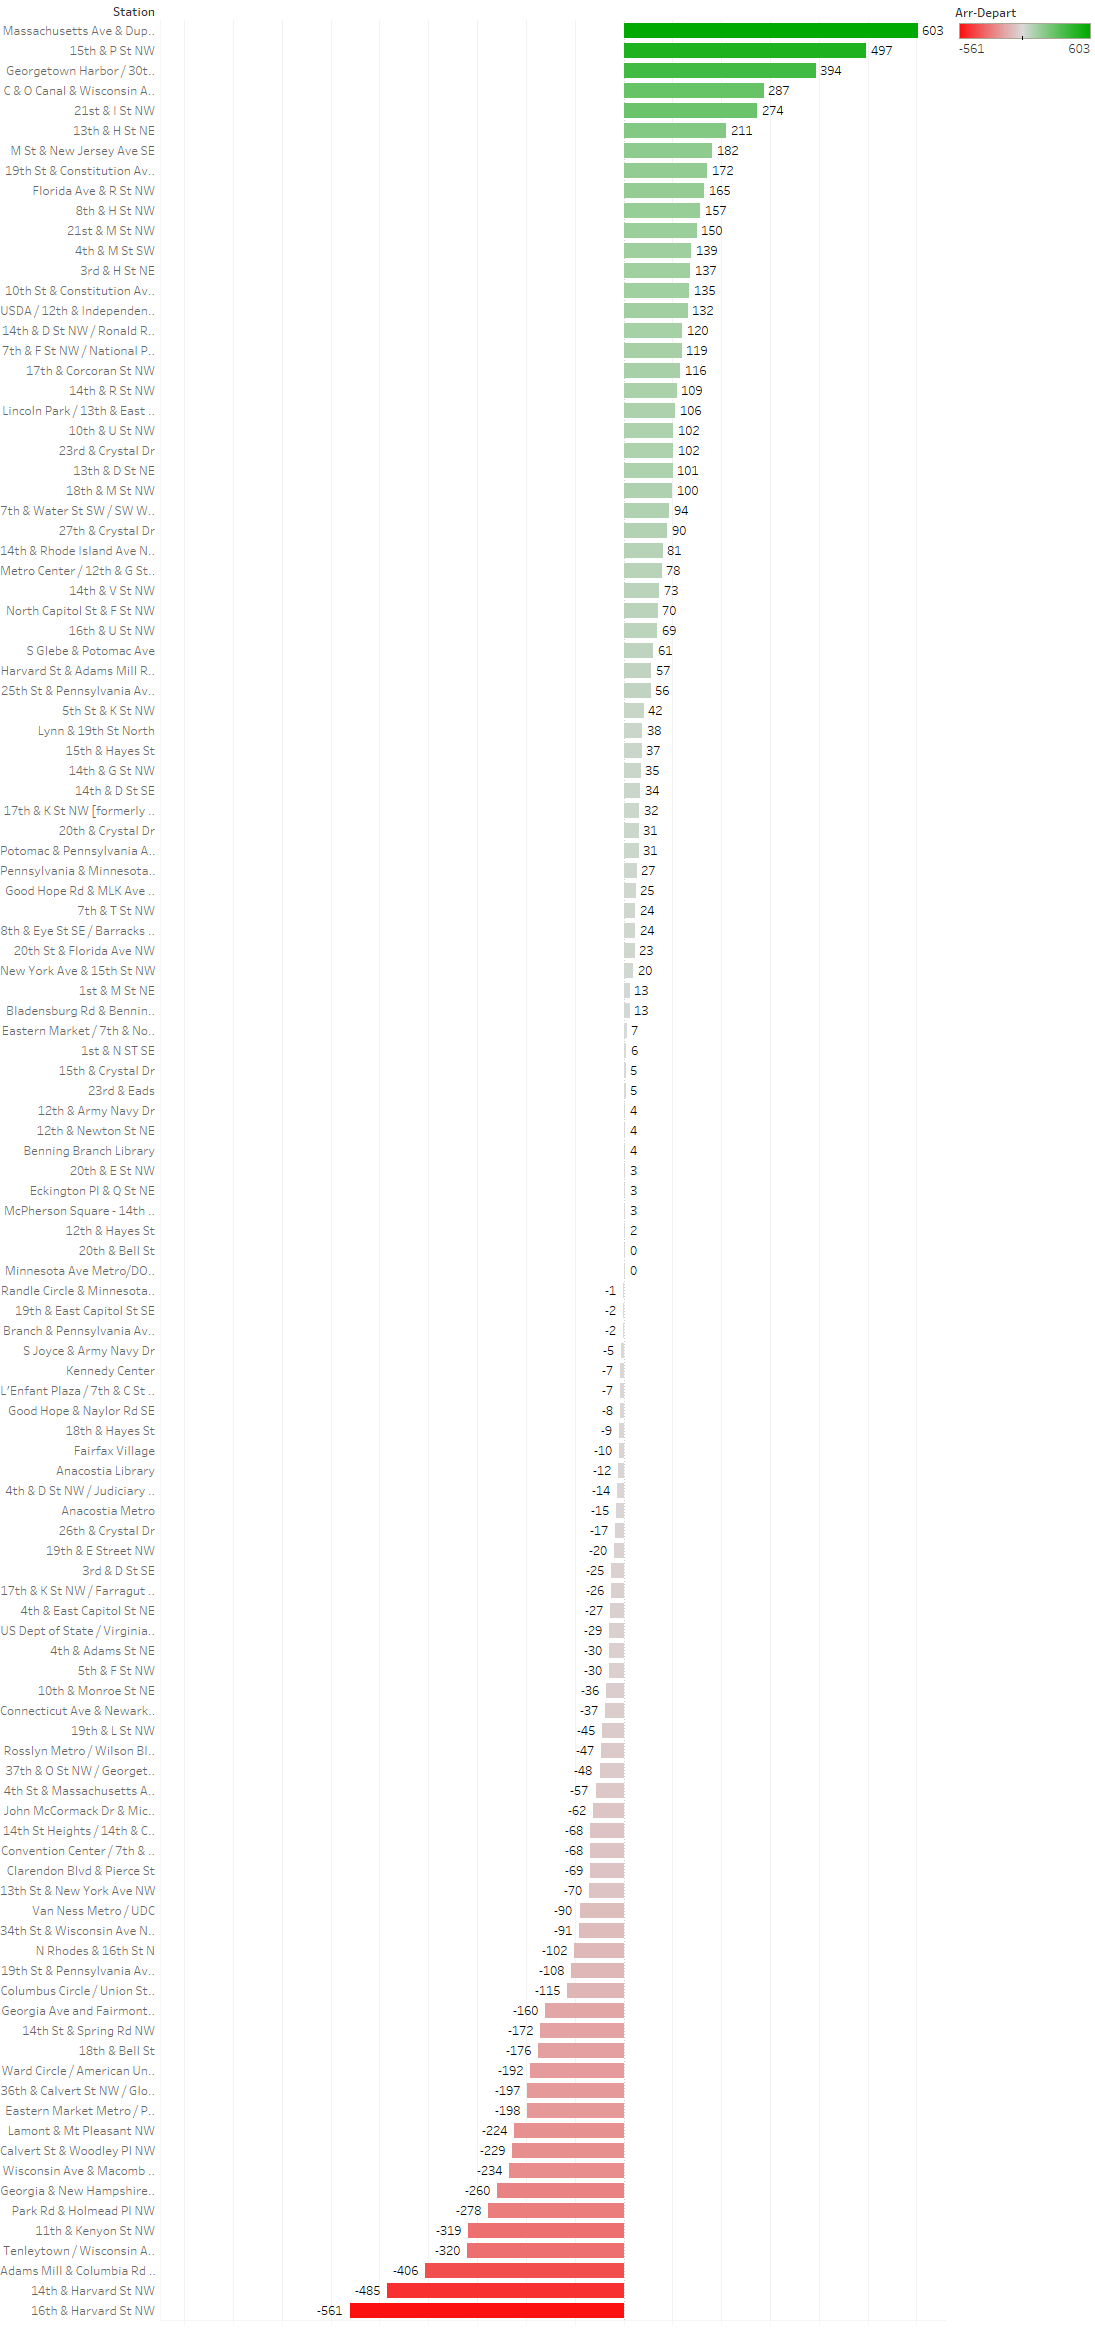 Station
Arr-Depart
-561 603
Massachusetts Ave & Dup.. 603
15th & P St NW 497
Georgetown Harbor / 30t.. 394
C & O Canal & Wisconsin A.. 287
21st & I St NW 274
13th & H St NE 211
M St & New Jersey Ave SE 182
19th St & Constitution Av.. 172
Florida Ave & R St NW 165
8th & H St NW 157
21st & M St NW 150
4th & M St SW 139
3rd & H St NE 137
10th St & Constitution Av.. 135
USDA / 12th & Independen.. 132
14th & D St NW / Ronald R.. 120
7th & F St NW / National P.. 119
17th & Corcoran St NW 116
14th & R St NW 109
Lincoln Park / 13th & East .. 106
10th & U St NW 102
23rd & Crystal Dr 102
13th & D St NE 101
18th & M St NW 100
7th & Water St SW / SW W.. 94
27th & Crystal Dr 90
14th & Rhode Island Ave N.. 81
Metro Center / 12th & G St.. 78
14th & V St NW 73
North Capitol St & F St NW 70
16th & U St NW 69
S Glebe & Potomac Ave 61
Harvard St & Adams Mill R.. 57
25th St & Pennsylvania Av.. 56
5th St & K St NW 42
Lynn & 19th St North 38
15th & Hayes St 37
14th & G St NW 35
14th & D St SE 34
17th & K St NW [formerly .. 32
20th & Crystal Dr 31
Potomac & Pennsylvania A.. 31
Pennsylvania & Minnesota.. 27
Good Hope Rd & MLK Ave .. 25
7th & T St NW 24
8th & Eye St SE / Barracks .. 24
20th St & Florida Ave NW 23
New York Ave & 15th St NW 20
1st & M St NE 13
Bladensburg Rd & Bennin.. 13
Eastern Market / 7th & No.. 7
1st & N ST SE 6
15th & Crystal Dr 5
23rd & Eads 5
12th & Army Navy Dr 4
12th & Newton St NE 4
Benning Branch Library 4
20th & E St NW 3
Eckington Pl & Q St NE 3
McPherson Square - 14th .. 3
12th & Hayes St 2
20th & Bell St 0
Minnesota Ave Metro/DO.. 0
Randle Circle & Minnesota.. -1
19th & East Capitol St SE -2
Branch & Pennsylvania Av.. -2
S Joyce & Army Navy Dr -5
Kennedy Center -7
L'Enfant Plaza / 7th & C St .. -7
Good Hope & Naylor Rd SE -8
18th & Hayes St -9
Fairfax Village -10
Anacostia Library -12
4th & D St NW / Judiciary .. -14
Anacostia Metro -15
26th & Crystal Dr -17
19th & E Street NW -20
3rd & D St SE -25
17th & K St NW / Farragut .. -26
4th & East Capitol St NE -27
US Dept of State / Virginia.. -29
4th & Adams St NE -30
5th & F St NW -30
10th & Monroe St NE -36
Connecticut Ave & Newark.. -37
19th & L St NW -45
Rosslyn Metro / Wilson Bl.. -47
37th & O St NW / Georget.. -48
4th St & Massachusetts A.. -57
John McCormack Dr & Mic.. -62
14th St Heights / 14th & C.. -68
Convention Center / 7th & .. -68
Clarendon Blvd & Pierce St -69
13th St & New York Ave NW -70
Van Ness Metro / UDC -90
34th St & Wisconsin Ave N.. -91
N Rhodes & 16th St N -102
19th St & Pennsylvania Av.. -108
Columbus Circle / Union St.. -115
Georgia Ave and Fairmont.. -160
14th St & Spring Rd NW -172
18th & Bell St -176
Ward Circle / American Un.. -192
36th & Calvert St NW / Glo.. -197
Eastern Market Metro / P.. -198
Lamont & Mt Pleasant NW -224
Calvert St & Woodley Pl NW -229
Wisconsin Ave & Macomb .. -234
Georgia & New Hampshire.. -260
Park Rd & Holmead Pl NW -278
11th & Kenyon St NW -319
Tenleytown / Wisconsin A.. -320
Adams Mill & Columbia Rd .. -406
14th & Harvard St NW -485
16th & Harvard St NW -561